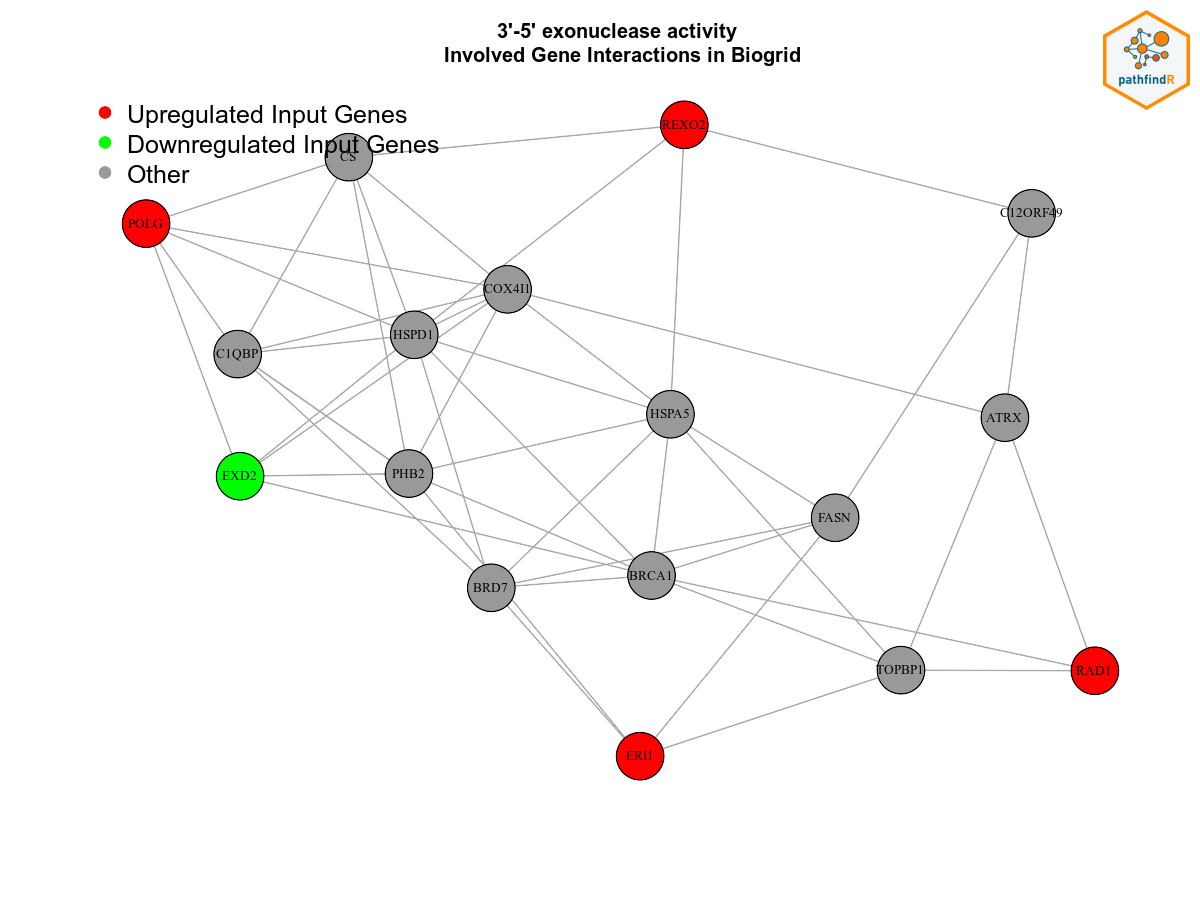 3'-5' exonuclease activity
Involved Gene Interactions in Biogrid
pathfindR
Upregulated Input Genes
Downregulated Input Genes
Other
REXO2
CS
C12ORF49
POLG
COX4I1
HSPD1
C1QBP
HSPA5
ATRX
PHB2
EXD2
FASN
BRCA1
BRD7
TOPBP1
RAD1
ERI1